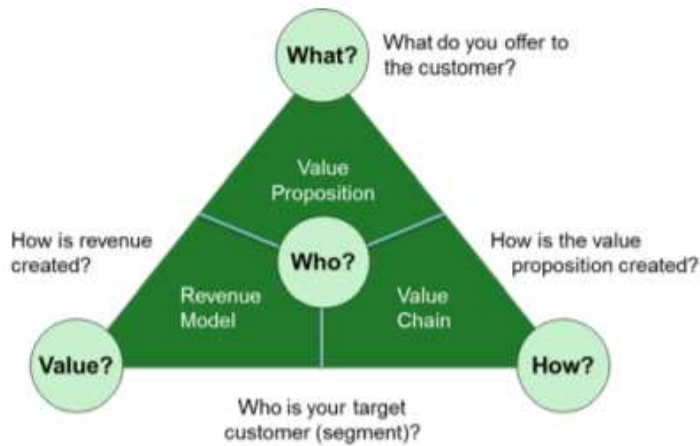 What?
What do you offer to
the customer?
Value
Proposition
How is revenue
created?
Who?
How is the value
proposition created?
Revenue
Model
Value
Chain
Value?
How?
Who is your target
customer (segment)?